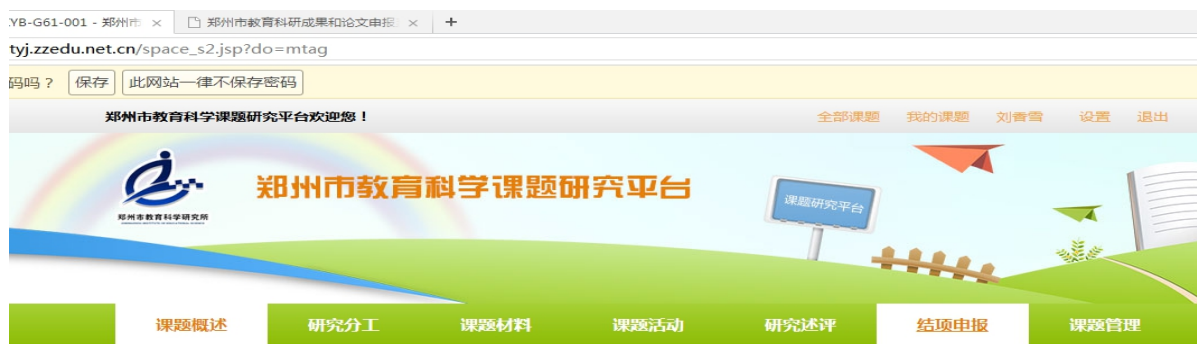 YB-G61-001 - 郑州市 × 郑州市教育科研成果和论文申报 × +
tyj.zzedu.net.cn/space_s2.jsp?do=mtag
码吗？ 保存 此网站一律不保存密码
郑州市教育科学课题研究平台欢迎您！ 全部课题 我的课题 刘香雪 设置 退出
郑州市教育科学课题研究平台
课题研究平台
郑州市教育科学研究所
课题概述 研究分工 课题材料 课题活动 研究述评 结项申报 课题管理